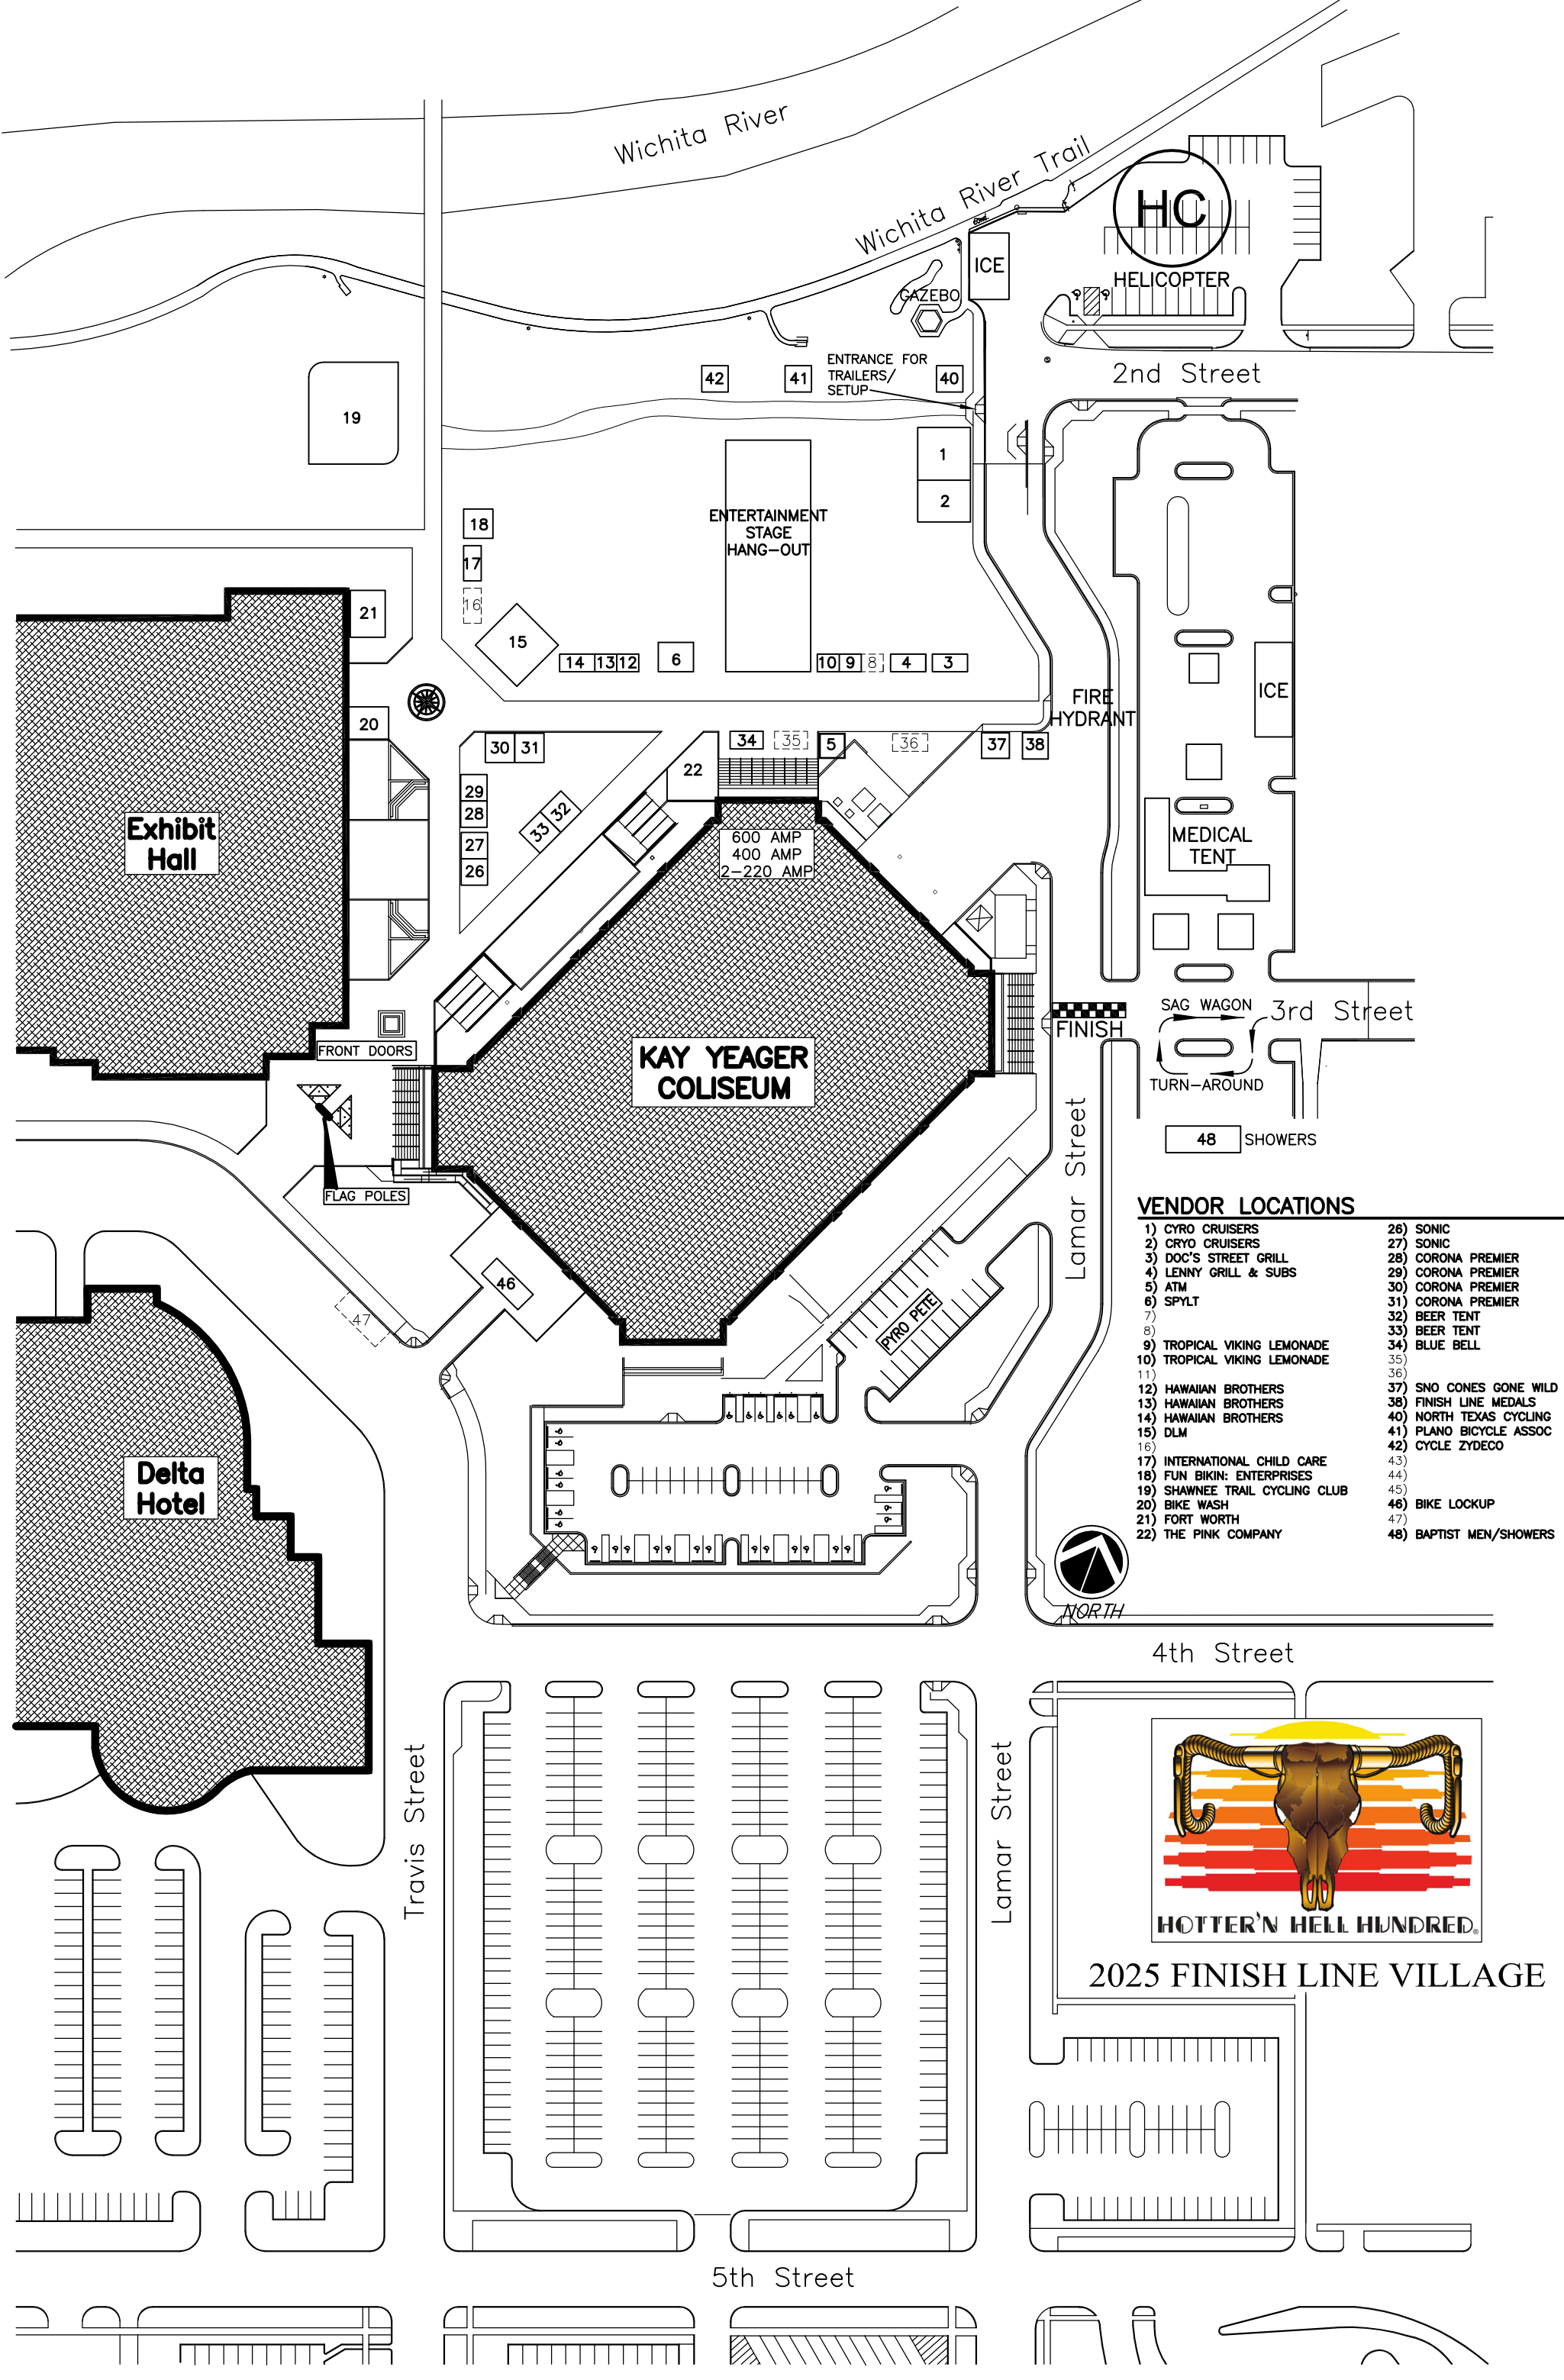 Wichita River
Wichita River Trail
HC
HELICOPTER
ICE
GAZEBO
ENTRANCE FOR
TRAILERS/
SETUP
42
41
40
2nd Street
19
1
2
18
17
16
ENTERTAINMENT
STAGE
HANG-OUT
21
15
14
13
12
6
10
9
8
4
3
ICE
FIRE
HYDRANT
20
30
31
34
35
5
36
37
38
22
29
28
27
26
33
32
Exhibit
Hall
600 AMP
400 AMP
2-220 AMP
MEDICAL
TENT
SAG WAGON
3rd Street
FINISH
TURN-AROUND
FRONT DOORS
KAY YEAGER
COLISEUM
FLAG POLES
Lamar Street
48
SHOWERS
46
47
PYRO PETE
VENDOR LOCATIONS
1) CYRO CRUISERS
2) CRYO CRUISERS
3) DOC'S STREET GRILL
4) LENNY GRILL & SUBS
5) ATM
6) SPYLT
7)
8)
9) TROPICAL VIKING LEMONADE
10) TROPICAL VIKING LEMONADE
11)
12) HAWAIIAN BROTHERS
13) HAWAIIAN BROTHERS
14) HAWAIIAN BROTHERS
15) DLM
16)
17) INTERNATIONAL CHILD CARE
18) FUN BIKIN: ENTERPRISES
19) SHAWNEE TRAIL CYCLING CLUB
20) BIKE WASH
21) FORT WORTH
22) THE PINK COMPANY
26) SONIC
27) SONIC
28) CORONA PREMIER
29) CORONA PREMIER
30) CORONA PREMIER
31) CORONA PREMIER
32) BEER TENT
33) BEER TENT
34) BLUE BELL
35)
36)
37) SNO CONES GONE WILD
38) FINISH LINE MEDALS
40) NORTH TEXAS CYCLING
41) PLANO BICYCLE ASSOC
42) CYCLE ZYDECO
43)
44)
45)
46) BIKE LOCKUP
47)
48) BAPTIST MEN/SHOWERS
Delta
Hotel
NORTH
4th Street
Travis Street
Lamar Street
HOTTER'N HELL HUNDRED®
2025 FINISH LINE VILLAGE
5th Street